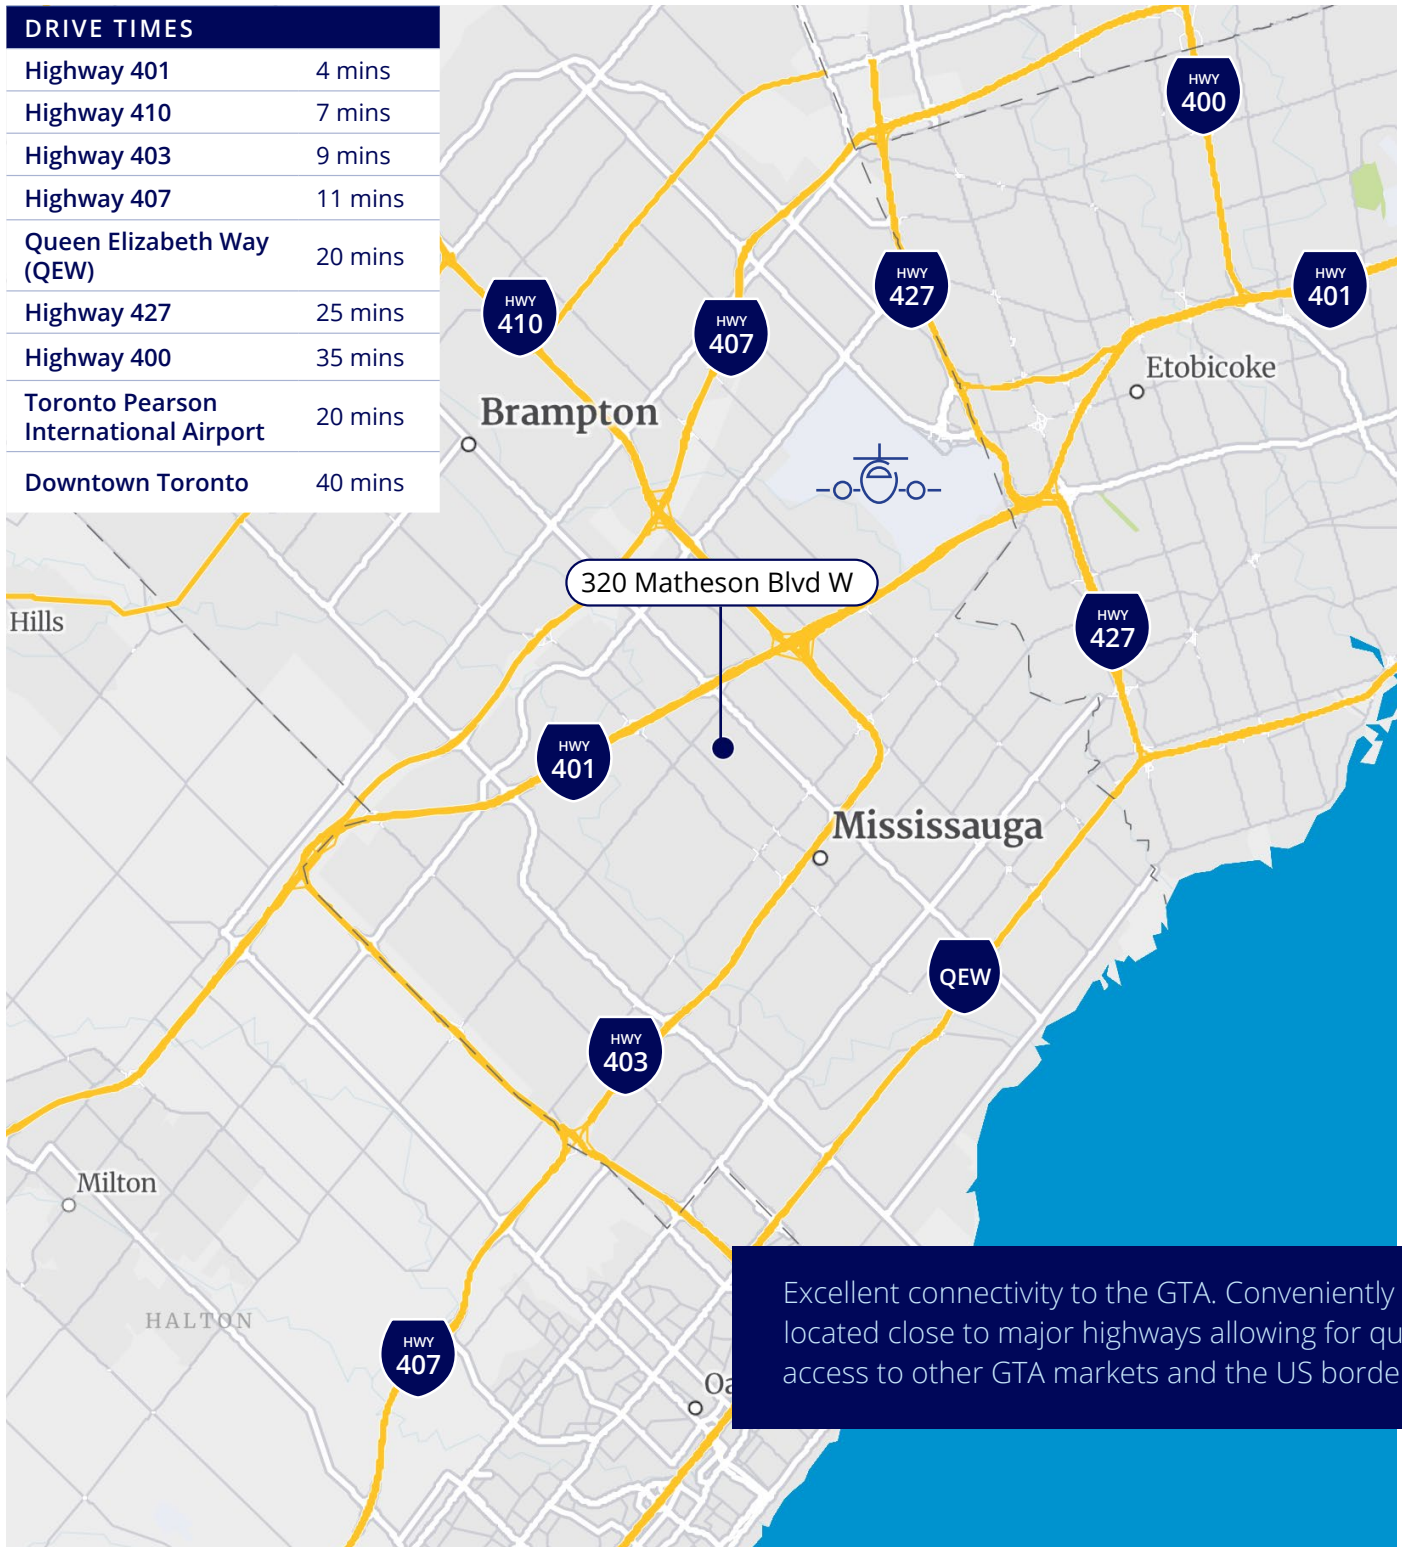 DRIVE TIMES
Highway 401 4 mins
Highway 410 7 mins
Highway 403 9 mins
Highway 407 11 mins
Queen Elizabeth Way
(QEW) 20 mins
Highway 427 25 mins
Highway 400 35 mins
Toronto Pearson
International Airport 20 mins
Downtown Toronto 40 mins
HWY
400
HWY
427
HWY
401
HWY
410
HWY
407
Etobicoke
Brampton
320 Matheson Blvd W
Hills
HWY
427
HWY
401
Mississauga
QEW
HWY
403
Milton
HALTON
HWY
407
Excellent connectivity to the GTA. Conveniently
located close to major highways allowing for
access to other GTA markets and the US